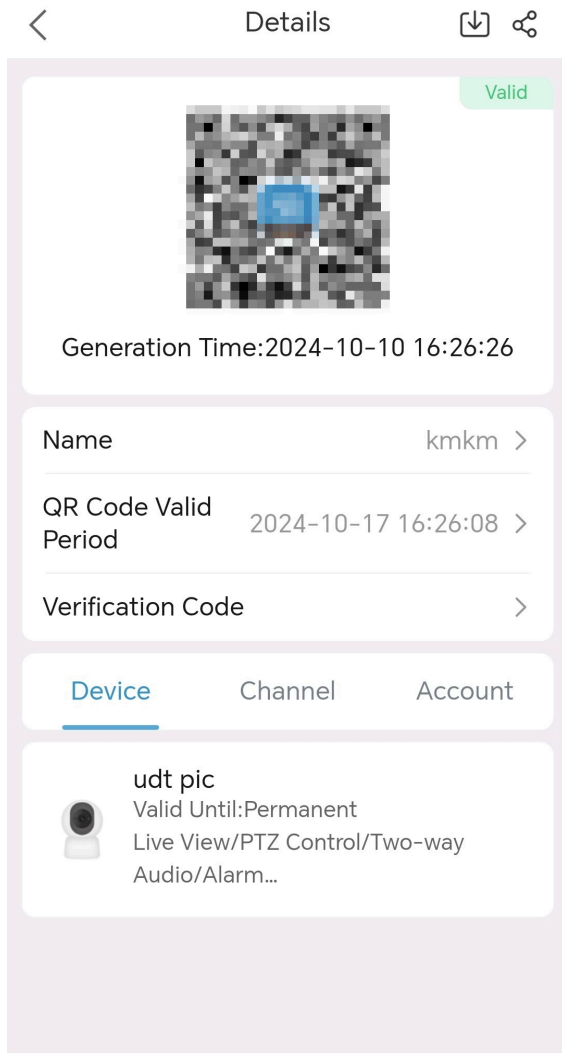 Details
Valid
Generation Time:2024-10-10 16:26:26
Name kmkm
QR Code Valid
Period 2024-10-17 16:26:08
Verification Code
Device Channel Account
udt pic
Valid Until:Permanent
Live View/PTZ Control/Two-way
Audio/Alarm...